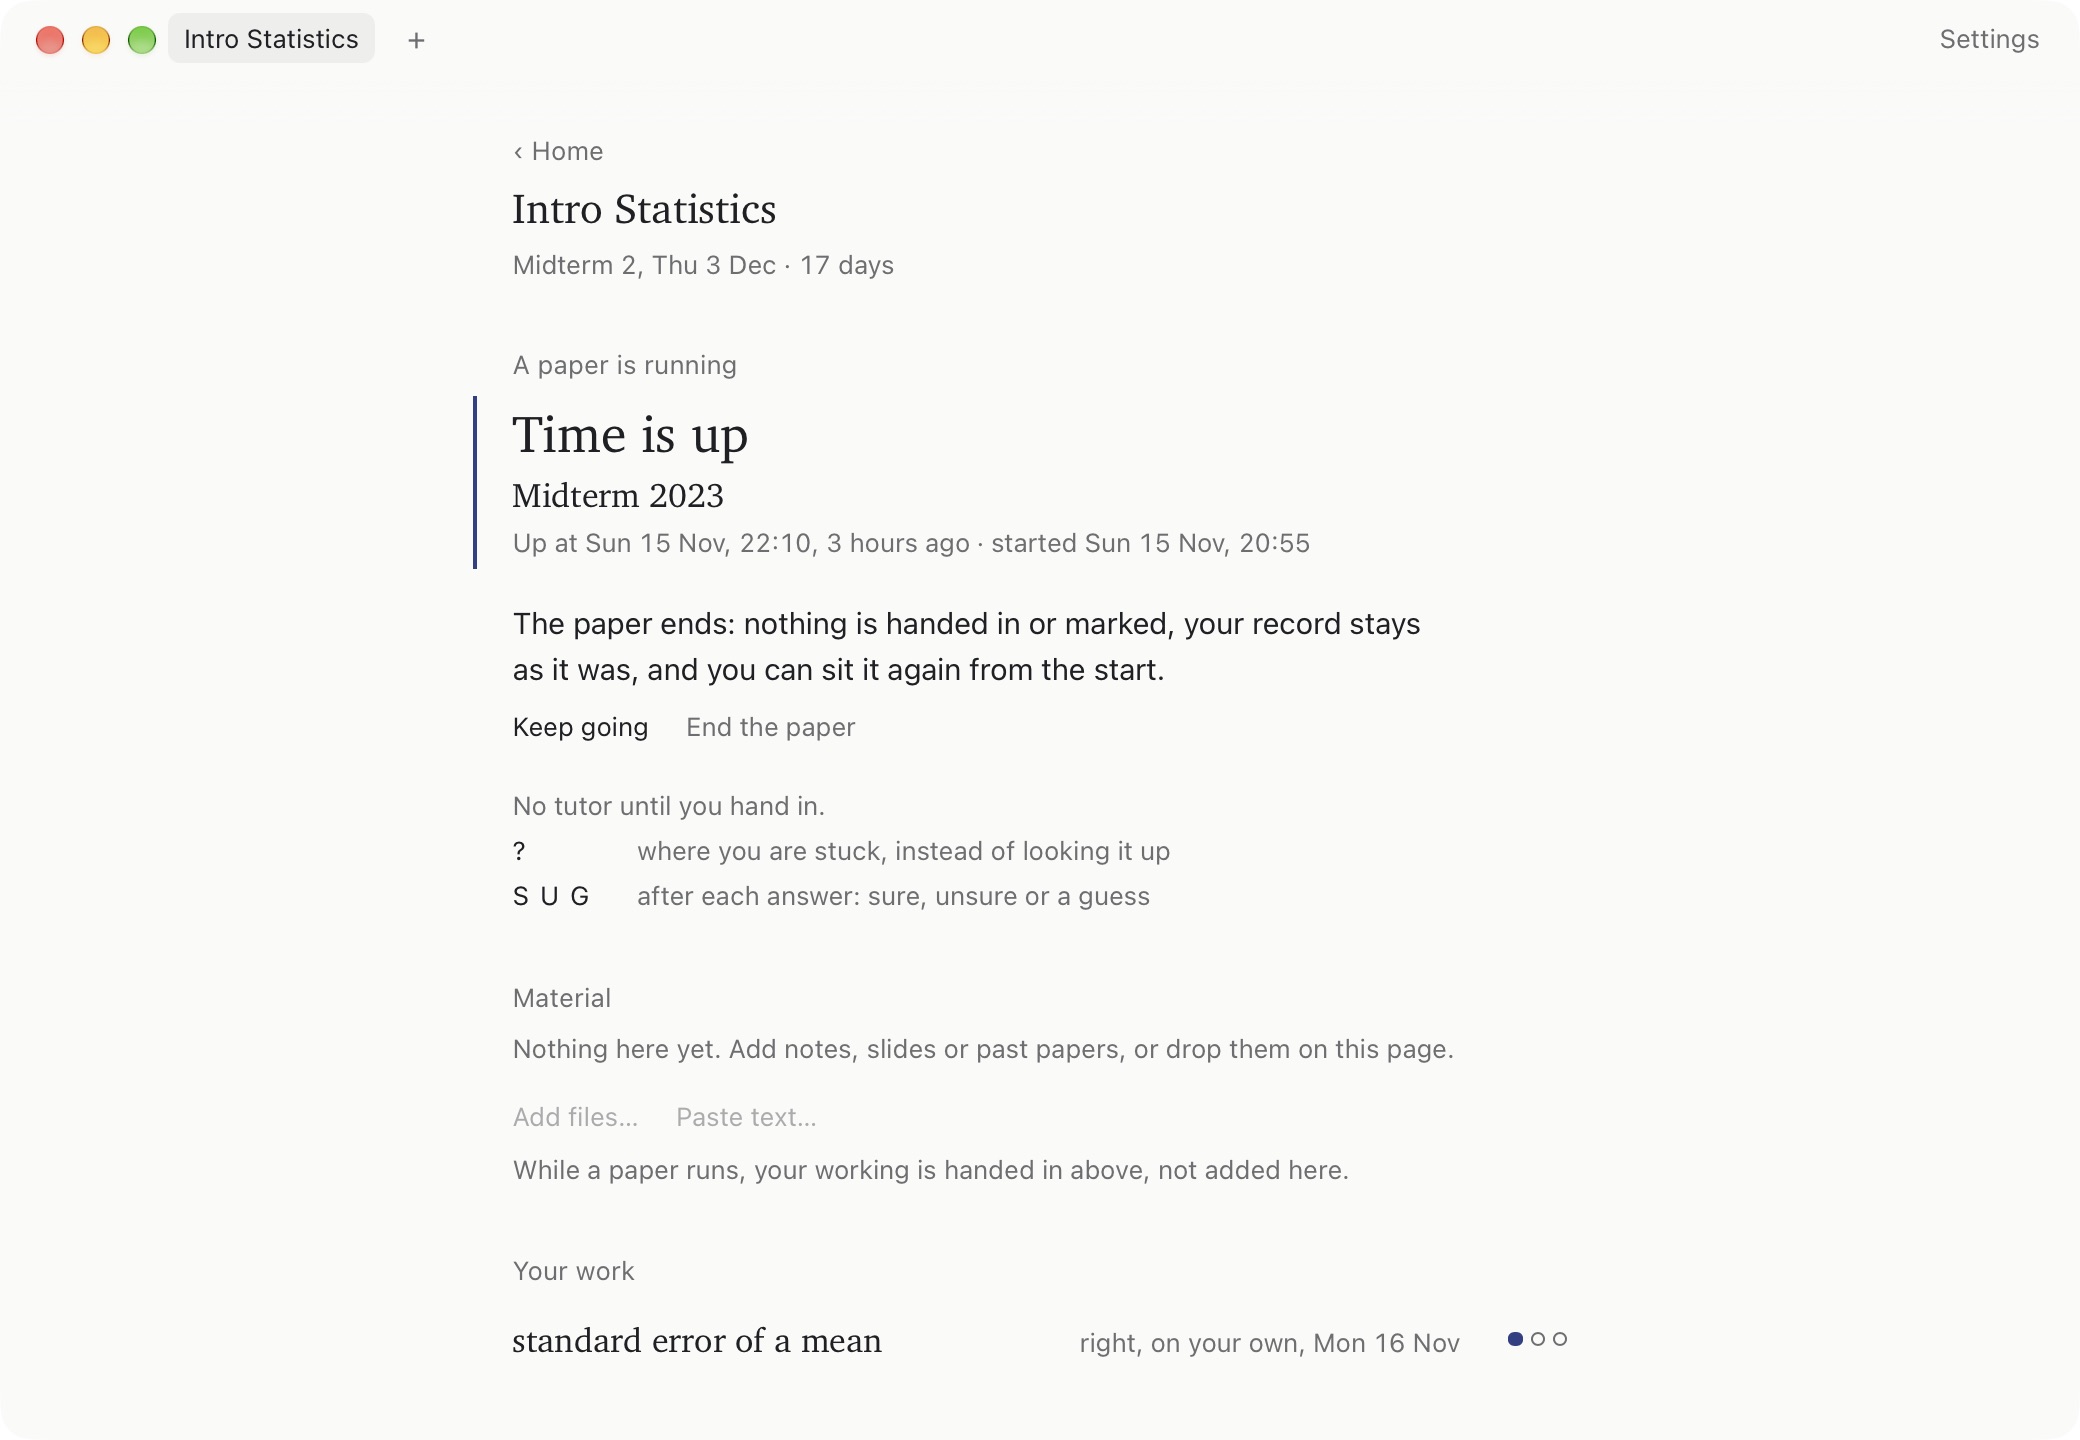 Intro Statistics + Settings
‹ Home
Intro Statistics
Midterm 2, Thu 3 Dec · 17 days
A paper is running
Time is up
Midterm 2023
Up at Sun 15 Nov, 22:10, 3 hours ago · started Sun 15 Nov, 20:55
The paper ends: nothing is handed in or marked, your record stays
as it was, and you can sit it again from the start.
Keep going End the paper
No tutor until you hand in.
? where you are stuck, instead of looking it up
S U G after each answer: sure, unsure or a guess
Material
Nothing here yet. Add notes, slides or past papers, or drop them on this page.
Add files... Paste text...
While a paper runs, your working is handed in above, not added here.
Your work
standard error of a mean right, on your own, Mon 16 Nov